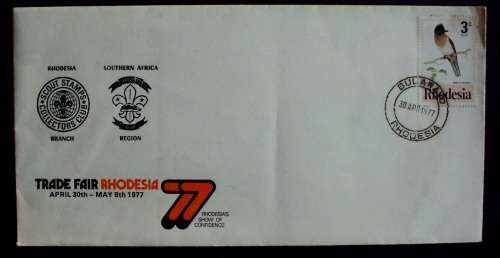 RHODESIA
SOUTHERN AFRICA
SCOUT STAMPS
COLLECTORS CLUB
BRANCH
REGION
TRADE FAIR RHODESIA
APRIL 30th - MAY 8th 1977
77
RHODESIA'S
SHOW OF
CONFIDENCE
3c
Rhodesia
30 APR 1977
RHODESIA